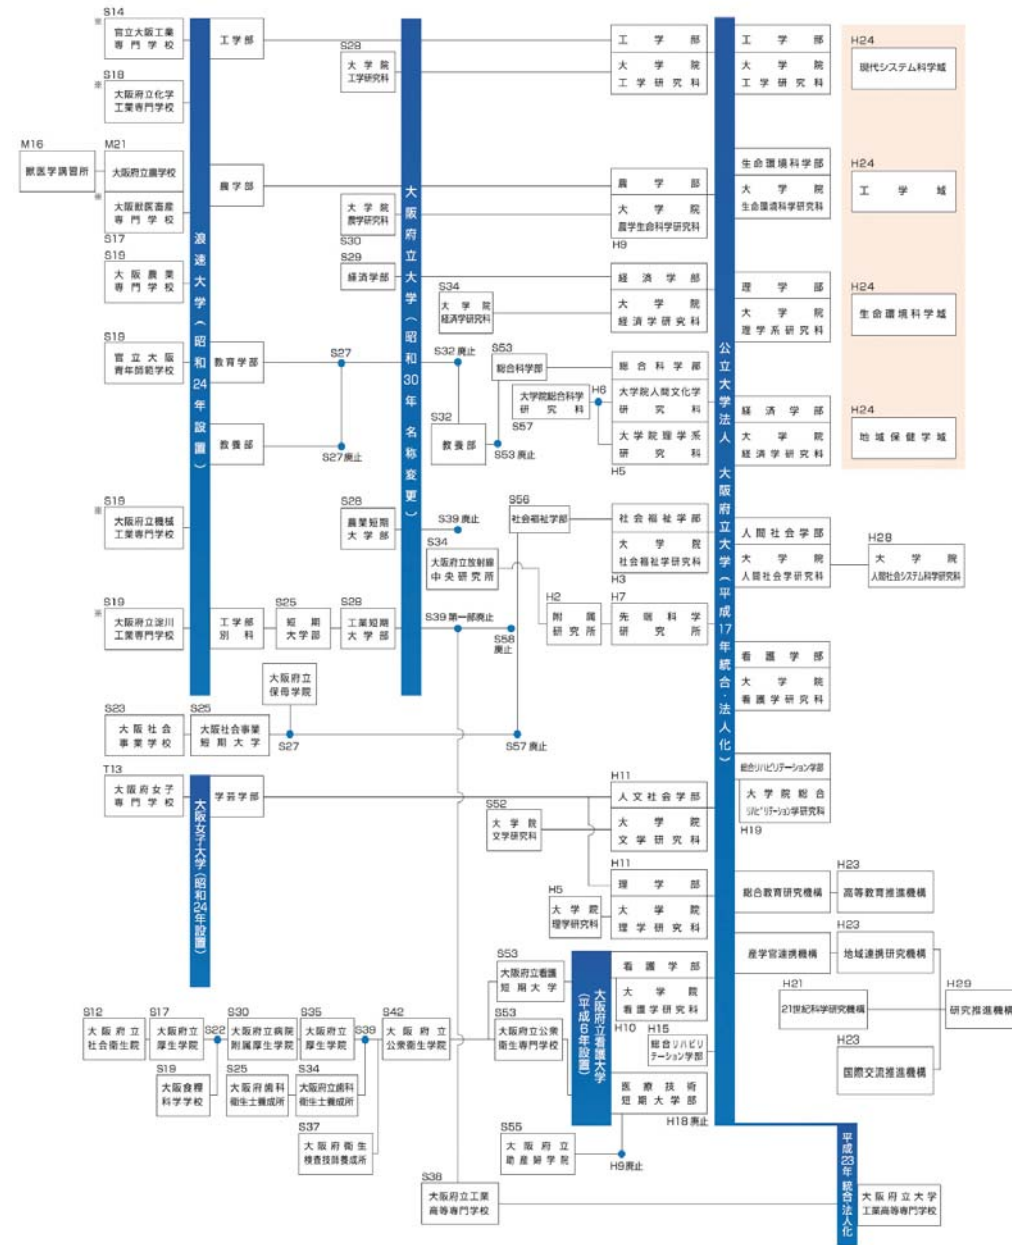 ※
S14
官立大阪工業
専門学校
※
S18
大阪府立化学
工業専門学校
M16
獣医学講習所
M21
大阪府立農学校
※
大阪獣医畜産
専門学校
S17
S19
大阪農業
専門学校
S19
官立大阪
青年師範学校
※
S19
大阪府立機械
工業専門学校
※
S19
大阪府立淀川
工業専門学校
S23
大阪社会
事業学校
S25
大阪社会事業
短期大学
大阪府立
保母学院
S27
浪速大学(昭和24年設置)
工学部
農学部
教育学部
教養部
S27
S27廃止
工学部
別科
S25
短期
大学部
S28
工業短期
大学部
S28
大学院
工学研究科
大学院
農学研究科
S30
S29
経済学部
S28
農業短期
大学部
大阪府立大学(昭和30年 名称変更)
S34
大学院
経済学研究科
S32廃止
S32
教養部
S53
総合科学部
S53廃止
大学院総合科学
研究科
S57
H6
S39廃止
S34
大阪府立放射線
中央研究所
S56
社会福祉学部
S39第一部廃止
S58
廃止
S57廃止
H2
附属
研究所
H7
先端科学
研究所
工学部
大学院
工学研究科
農学部
大学院
農学生命科学研究科
H9
経済学部
大学院
経済学研究科
総合科学部
大学院人間文化学
研究科
大学院理学系
研究科
H5
社会福祉学部
大学院
社会福祉学研究科
H3
公立大学法人 大阪府立大学(平成17年統合・法人化)
工学部
大学院
工学研究科
生命環境科学部
大学院
生命環境科学研究科
理学部
大学院
理学系研究科
経済学部
大学院
経済学研究科
人間社会学部
大学院
人間社会学研究科
H28
大学院
人間社会システム科学研究科
看護学部
大学院
看護学研究科
総合リハビリテーション学部
大学院総合
リハビリテーション学研究科
H19
H24
現代システム科学域
H24
工学域
H24
生命環境科学域
H24
地域保健学域
T13
大阪府女子
専門学校
大阪女子大学(昭和24年設置)
学芸学部
S52
大学院
文学研究科
H11
人文社会学部
大学院
文学研究科
H5
大学院
理学研究科
H11
理学部
大学院
理学研究科
総合教育研究機構
H23
高等教育推進機構
産学官連携機構
H23
地域連携研究機構
H21
21世紀科学研究機構
H29
研究推進機構
H23
国際交流推進機構
S12
大阪府立
社会衛生院
S17
大阪府立
厚生学院
S22
S19
大阪食糧
科学学校
S30
大阪府立病院
附属厚生学院
S35
大阪府立
厚生学院
S39
S25
大阪府歯科
衛生士養成所
S34
大阪府立歯科
衛生士養成所
S37
大阪府衛生
検査技師養成所
S42
大阪府立
公衆衛生学院
S53
大阪府立看護
短期大学
S53
大阪府立公衆
衛生専門学校
大阪府立看護大学
(平成6年設置)
看護学部
大学院
看護学研究科
H10
H15
総合リハビリ
テーション学部
医療技術
短期大学部
H18廃止
S55
大阪府立
助産婦学院
H9廃止
S38
大阪府立工業
高等専門学校
平成23年 統合・法人化
大阪府立大学
工業高等専門学校